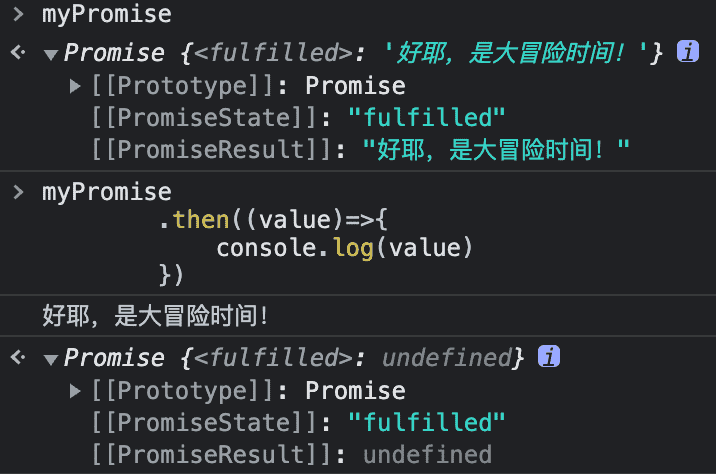 > myPromise
<· ▼Promise {<fulfilled>: '好耶，是大冒险时间！'} i
▶[[Prototype]]: Promise
[[PromiseState]]: "fulfilled"
[[PromiseResult]]: "好耶，是大冒险时间！"
> myPromise
.then((value)=>{
console.log(value)
})
好耶，是大冒险时间！
<· ▼Promise {<fulfilled>: undefined} i
▶[[Prototype]]: Promise
[[PromiseState]]: "fulfilled"
[[PromiseResult]]: undefined